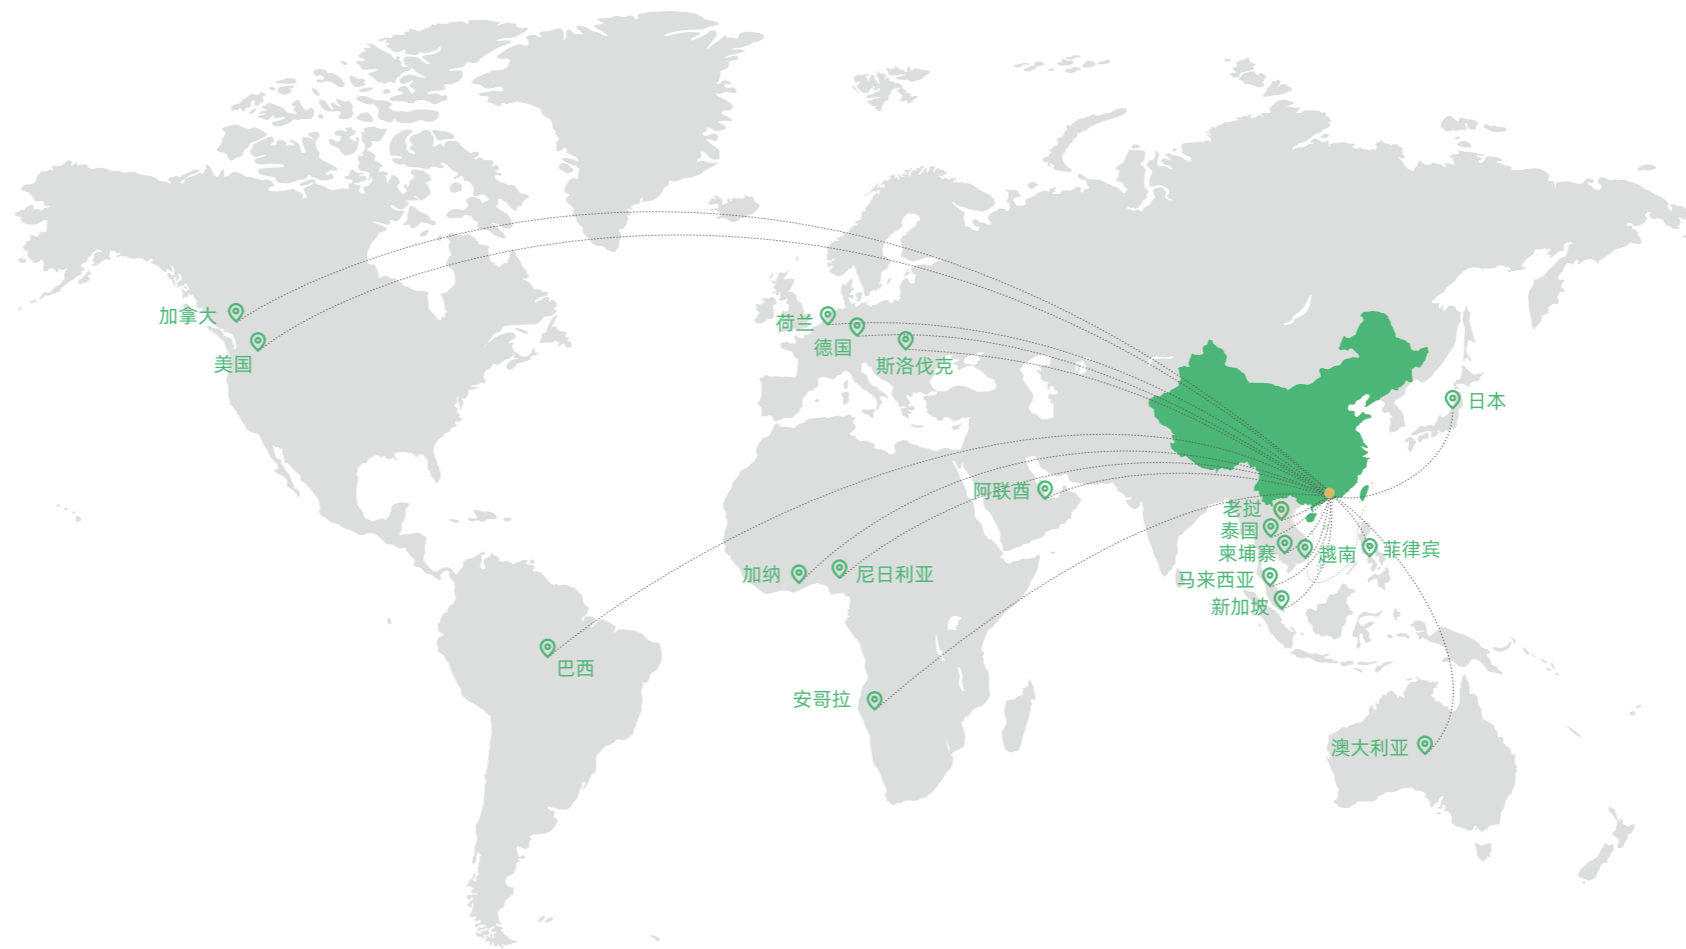 加拿大
美国
荷兰
德国
斯洛伐克
日本
阿联酋
老挝
泰国
柬埔寨
越南
菲律宾
加纳
尼日利亚
马来西亚
新加坡
巴西
安哥拉
澳大利亚